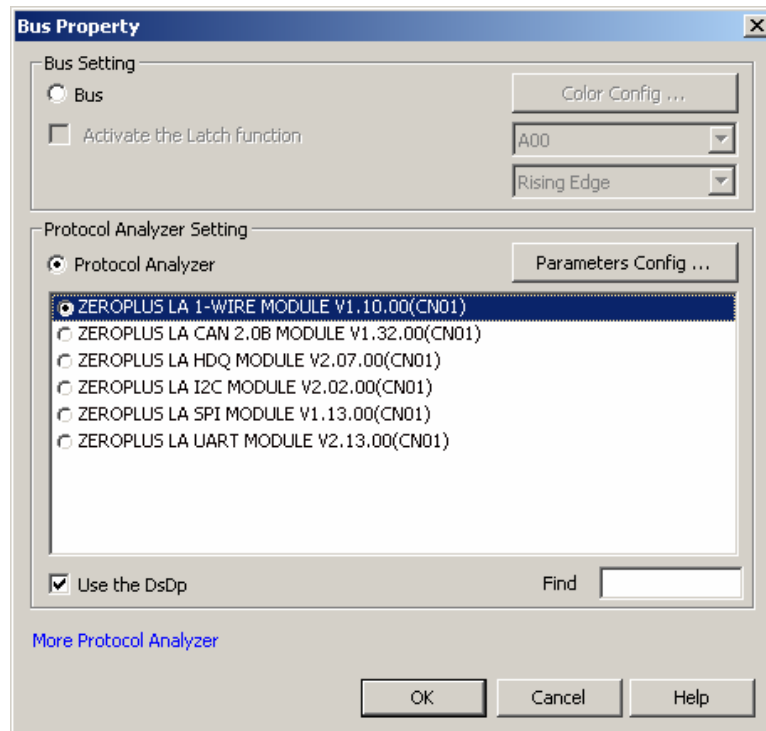 Bus Property
Bus Setting
Bus
Color Config ...
Activate the Latch function
A00
Rising Edge
Protocol Analyzer Setting
Protocol Analyzer
Parameters Config ...
ZEROPLUS LA 1-WIRE MODULE V1.10.00(CN01)
ZEROPLUS LA CAN 2.0B MODULE V1.32.00(CN01)
ZEROPLUS LA HDQ MODULE V2.07.00(CN01)
ZEROPLUS LA I2C MODULE V2.02.00(CN01)
ZEROPLUS LA SPI MODULE V1.13.00(CN01)
ZEROPLUS LA UART MODULE V2.13.00(CN01)
Use the DsDp
Find
More Protocol Analyzer
OK
Cancel
Help